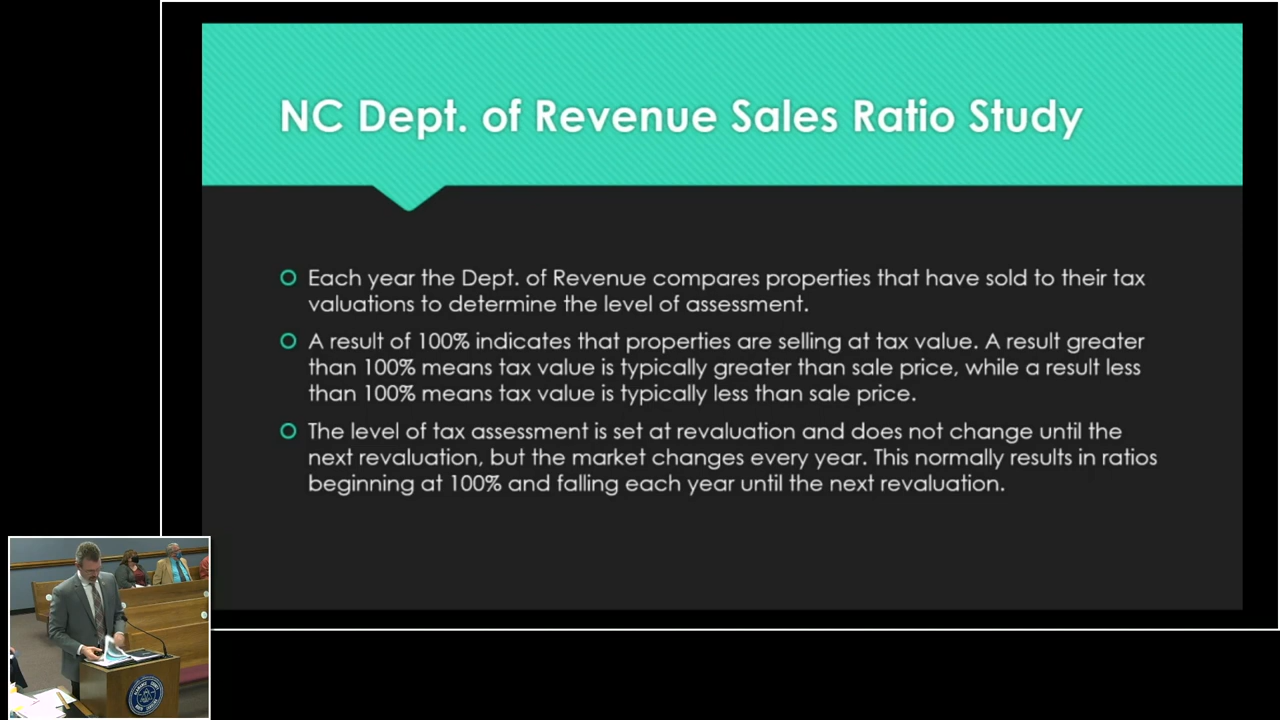 NC Dept. of Revenue Sales Ratio Study
Each year the Dept. of Revenue compares properties that have sold to their tax
valuations to determine the level of assessment.
A result of 100% indicates that properties are selling at tax value. A result greater
than 100% means tax value is typically greater than sale price, while a result less
than 100% means tax value is typically less than sale price.
The level of tax assessment is set at revaluation and does not change until the
next revaluation, but the market changes every year. This normally results in ratios
beginning at 100% and falling each year until the next revaluation.